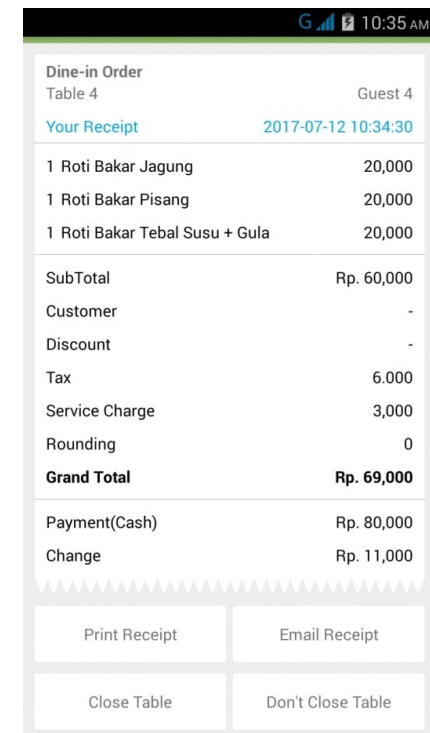 G 10:35 AM
Dine-in Order
Table 4 Guest 4
Your Receipt 2017-07-12 10:34:30
1 Roti Bakar Jagung 20,000
1 Roti Bakar Pisang 20,000
1 Roti Bakar Tebal Susu + Gula 20,000
SubTotal Rp. 60,000
Customer -
Discount -
Tax 6.000
Service Charge 3,000
Rounding 0
Grand Total Rp. 69,000
Payment(Cash) Rp. 80,000
Change Rp. 11,000
Print Receipt Email Receipt
Close Table Don't Close Table